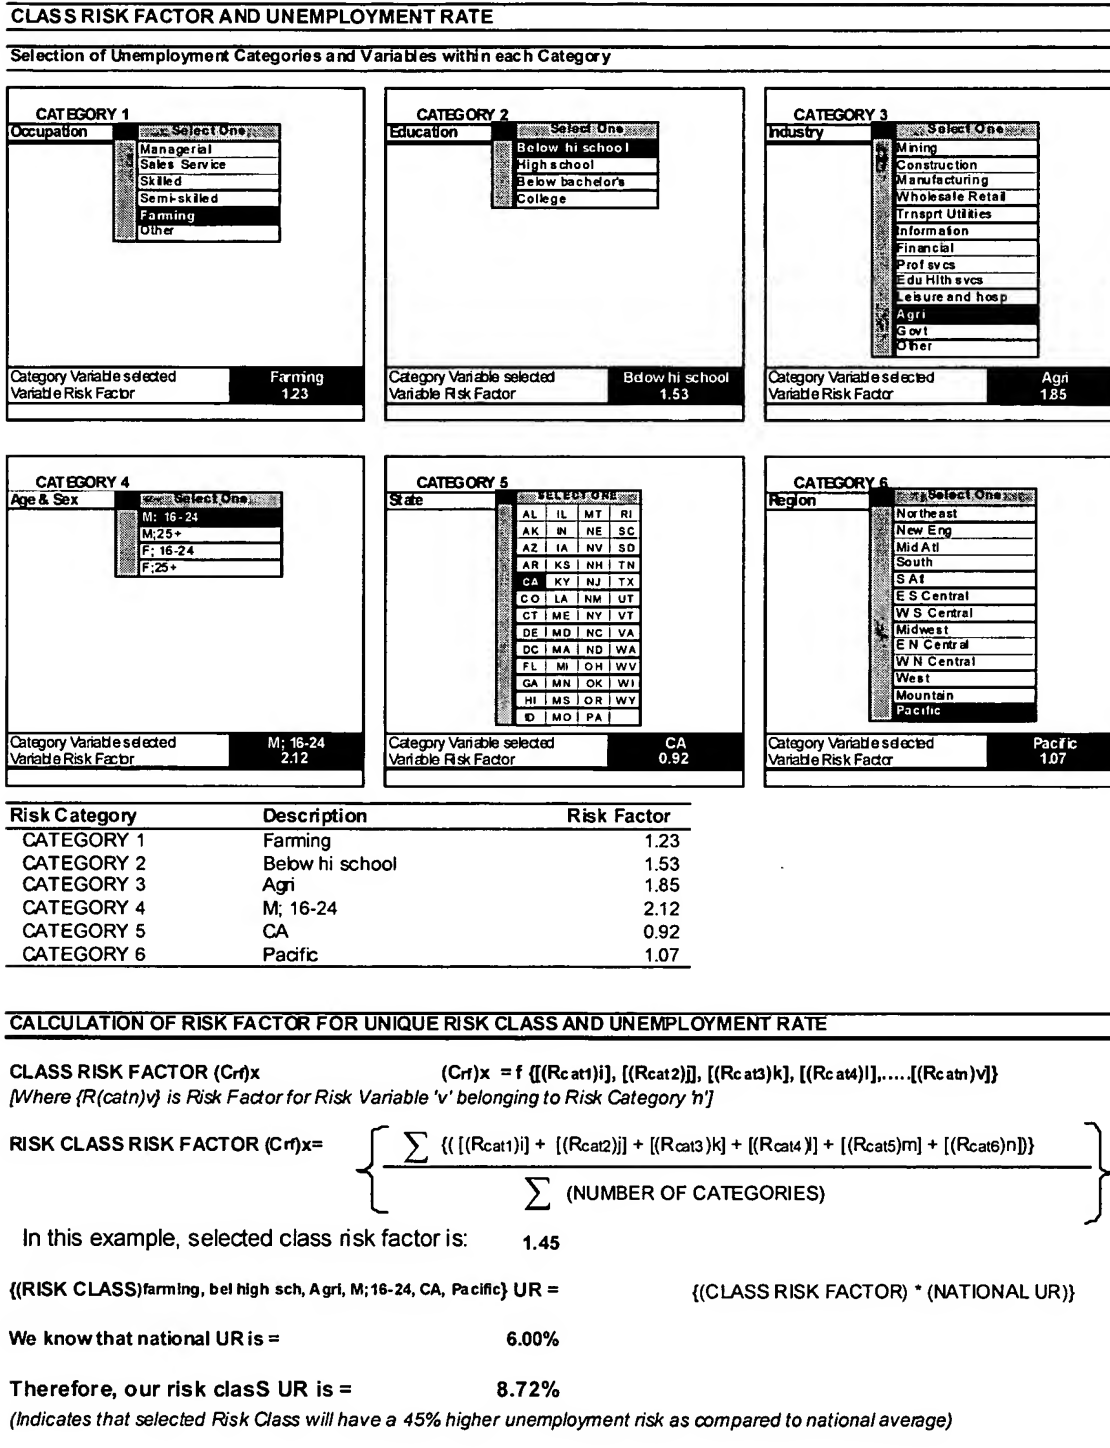 CLASS RISK FACTOR AND UNEMPLOYMENT RATE
Selection of Unemployment Categories and Variables within each Category
CATEGORY 1
Occupation
Select One
Managerial
Sales Service
Skilled
Semi-skilled
Farming
Other
Category Variable selected Farming
Variable Risk Factor 1.23
CATEGORY 2
Education
Select One
Below hi school
High school
Below bachelor's
College
Category Variable selected Below hi school
Variable Risk Factor 1.53
CATEGORY 3
Industry
Select One
Mining
Construction
Manufacturing
Wholesale Retail
Trnsprt Utilities
Information
Financial
Prof svcs
Edu Hlth svcs
Leisure and hosp
Agri
Govt
Other
Category Variable selected Agri
Variable Risk Factor 1.85
CATEGORY 4
Age & Sex
Select One
M: 16-24
M;25+
F; 16-24
F;25+
Category Variable selected M; 16-24
Variable Risk Factor 2.12
CATEGORY 5
State
SELECT ONE
AL IL MT RI
AK IN NE SC
AZ IA NV SD
AR KS NH TN
CA KY NJ TX
CO LA NM UT
CT ME NY VT
DE MD NC VA
DC MA ND WA
FL MI OH WV
GA MN OK WI
HI MS OR WY
ID MO PA
Category Variable selected CA
Variable Risk Factor 0.92
CATEGORY 6
Region
Select One
Northeast
New Eng
Mid Atl
South
S Atl
E S Central
W S Central
Midwest
E N Central
W N Central
West
Mountain
Pacific
Category Variable selected Pacific
Variable Risk Factor 1.07
Risk Category Description Risk Factor
CATEGORY 1 Farming 1.23
CATEGORY 2 Below hi school 1.53
CATEGORY 3 Agri 1.85
CATEGORY 4 M; 16-24 2.12
CATEGORY 5 CA 0.92
CATEGORY 6 Pacific 1.07
CALCULATION OF RISK FACTOR FOR UNIQUE RISK CLASS AND UNEMPLOYMENT RATE
CLASS RISK FACTOR (Crf)x (Crf)x = f {[(Rcat1)i], [(Rcat2)j], [(Rcat3)k], [(Rcat4)l],.....[(Rcatn)v]}
[Where {R(catn)v} is Risk Factor for Risk Variable 'v' belonging to Risk Category 'n']
RISK CLASS RISK FACTOR (Crf)x= { ∑ {( [(Rcat1)i] + [(Rcat2)j] + [(Rcat3)k] + [(Rcat4)l] + [(Rcat5)m] + [(Rcat6)n])} }
∑ (NUMBER OF CATEGORIES)
In this example, selected class risk factor is: 1.45
{(RISK CLASS)farming, bel high sch, Agri, M;16-24, CA, Pacific} UR = {(CLASS RISK FACTOR) * (NATIONAL UR)}
We know that national UR is = 6.00%
Therefore, our risk clasS UR is = 8.72%
(Indicates that selected Risk Class will have a 45% higher unemployment risk as compared to national average)